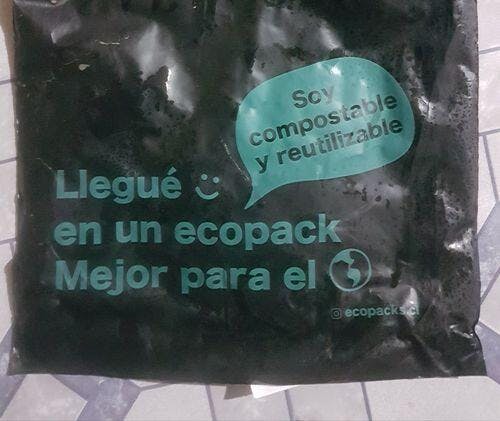 Soy
compostable
y reutilizable
Llegué
en un ecopack
Mejor para el
ecopacks.cl